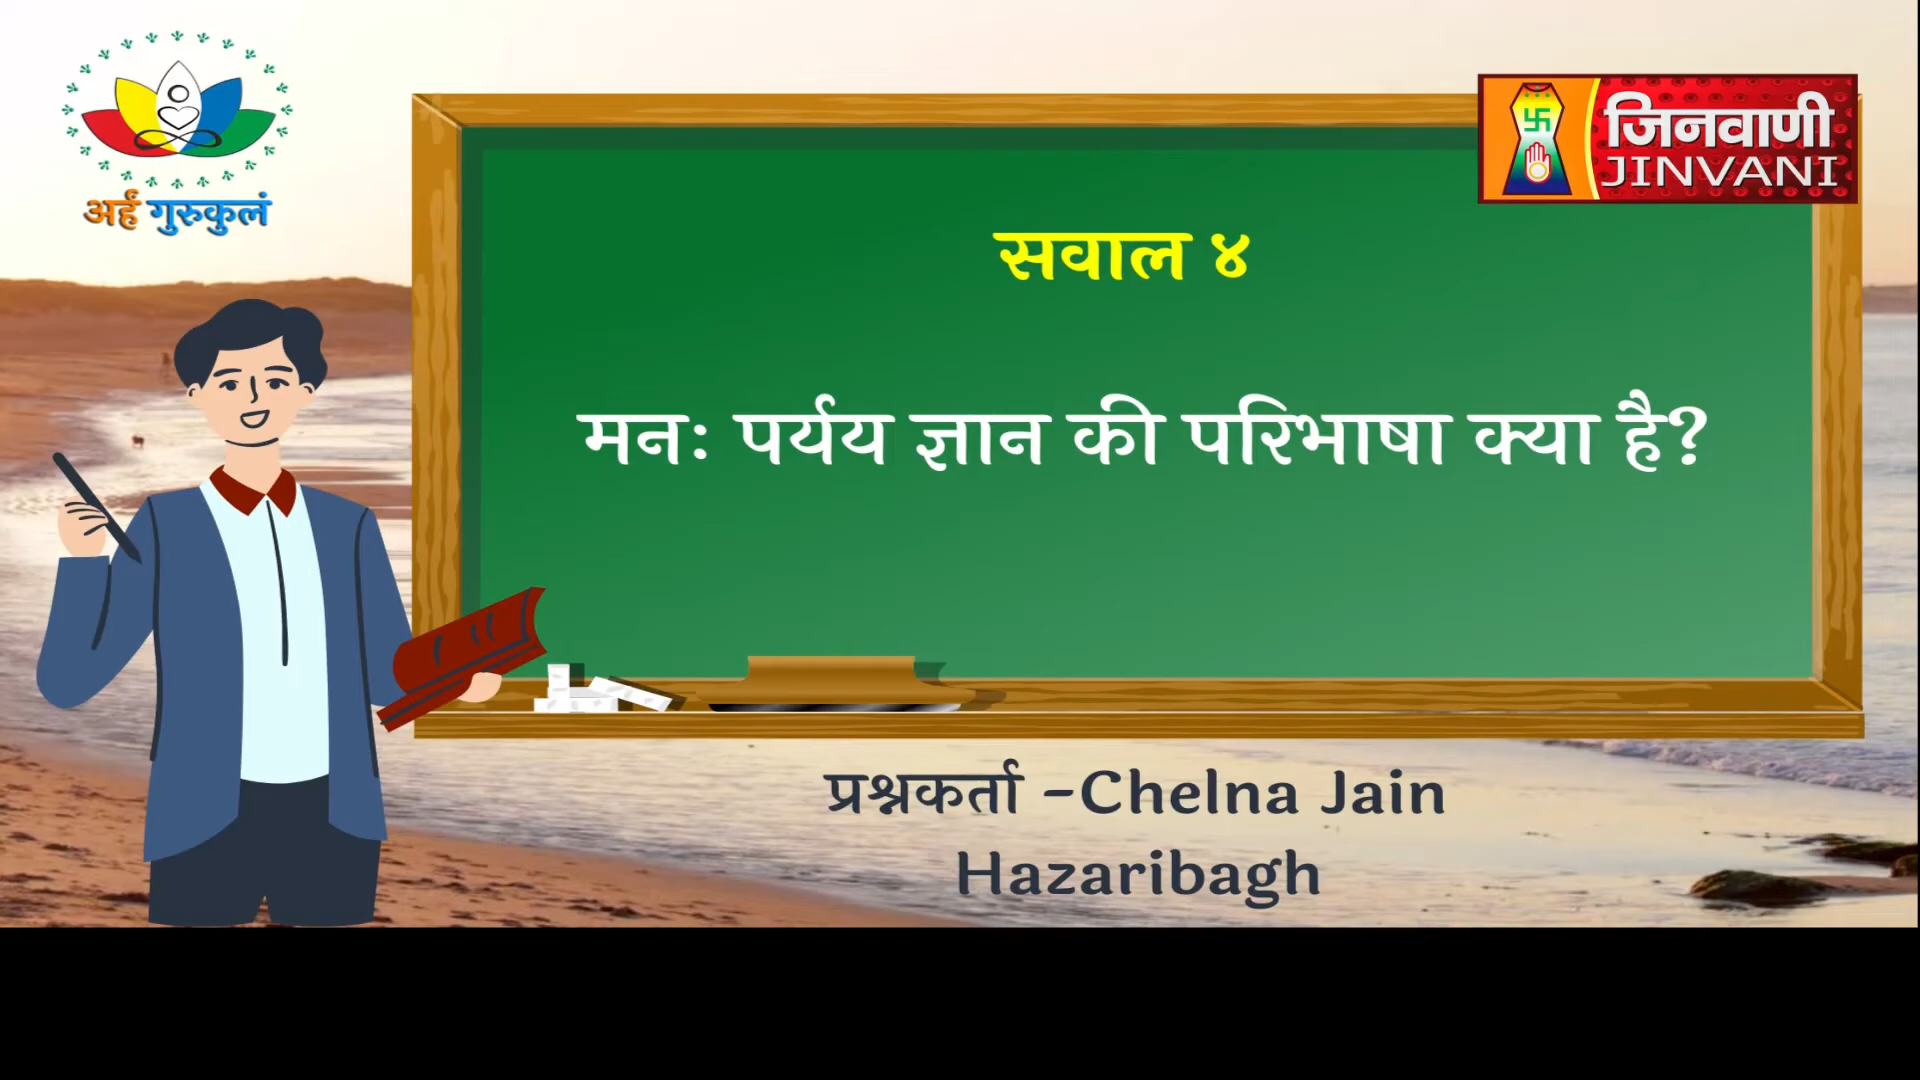 अर्हं गुरुकुलं
जिनवाणी
JINVANI
सवाल ४
मनः पर्यय ज्ञान की परिभाषा क्या है?
प्रश्नकर्ता -Chelna Jain
Hazaribagh